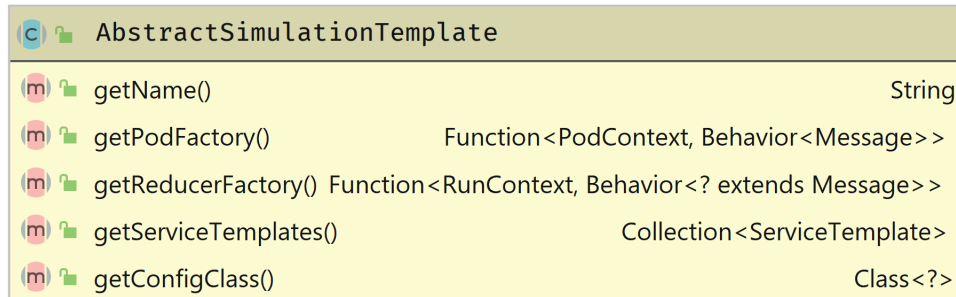 C AbstractSimulationTemplate
m getName() String
m getPodFactory() Function<PodContext, Behavior<Message>>
m getReducerFactory() Function<RunContext, Behavior<? extends Message>>
m getServiceTemplates() Collection<ServiceTemplate>
m getConfigClass() Class<?>